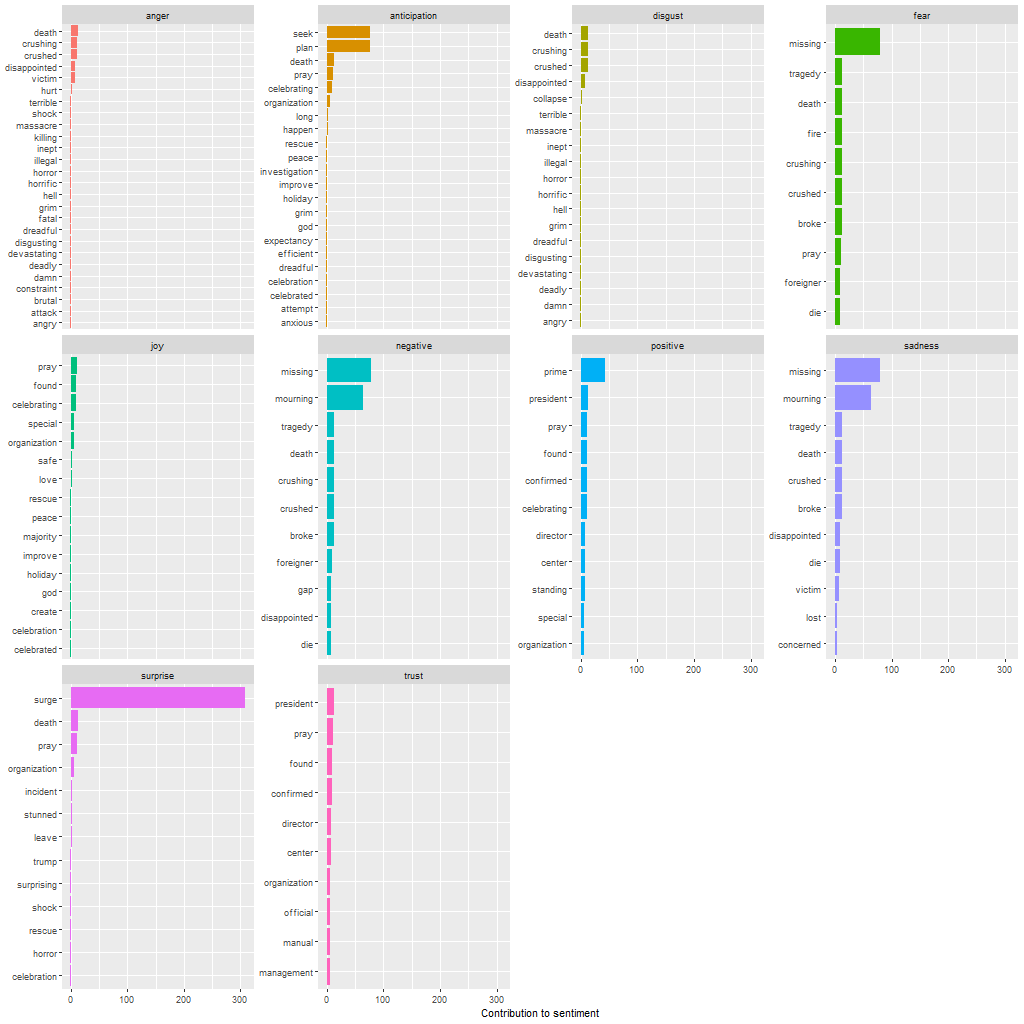 anger
death
crushing
crushed
disappointed
victim
hurt
terrible
shock
massacre
killing
inept
illegal
horror
horrific
hell
grim
fatal
dreadful
disgusting
devastating
deadly
damn
constraint
brutal
attack
angry
anticipation
seek
plan
death
pray
celebrating
organization
long
happen
rescue
peace
investigation
improve
holiday
grim
god
expectancy
efficient
dreadful
celebration
celebrated
attempt
anxious
disgust
death
crushing
crushed
disappointed
collapse
terrible
massacre
inept
illegal
horror
horrific
hell
grim
dreadful
disgusting
devastating
deadly
damn
angry
fear
missing
tragedy
death
fire
crushing
crushed
broke
pray
foreigner
die
joy
pray
found
celebrating
special
organization
safe
love
rescue
peace
majority
improve
holiday
god
create
celebration
celebrated
negative
missing
mourning
tragedy
death
crushing
crushed
broke
foreigner
gap
disappointed
die
positive
prime
president
pray
found
confirmed
celebrating
director
center
standing
special
organization
0 100 200 300
sadness
missing
mourning
tragedy
death
crushed
broke
disappointed
die
victim
lost
concerned
0 100 200 300
surprise
surge
death
pray
organization
incident
stunned
leave
trump
surprising
shock
rescue
horror
celebration
0 100 200 300
trust
president
pray
found
confirmed
director
center
organization
official
manual
management
0 100 200 300
Contribution to sentiment